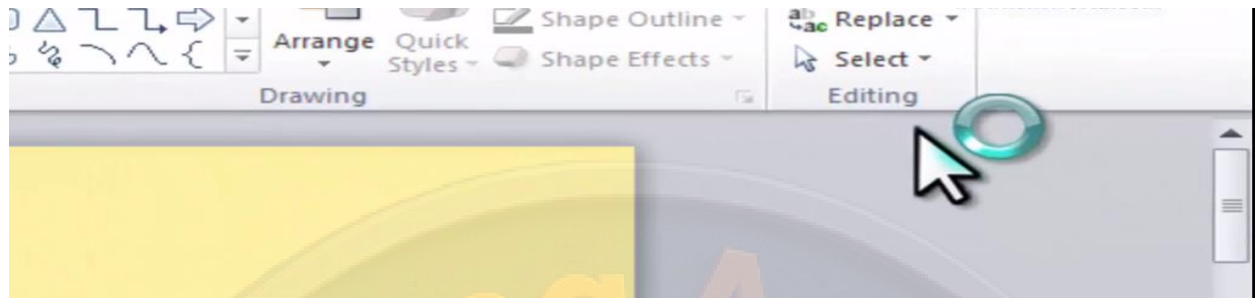 Shape Outline
Replace
Arrange
Quick
Styles
Shape Effects
Select
Drawing
Editing